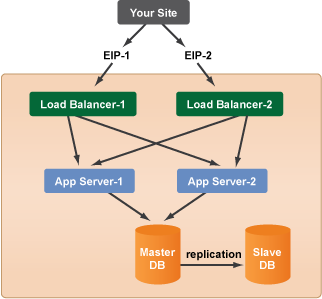 Your Site
EIP-1
EIP-2
Load Balancer-1
Load Balancer-2
App Server-1
App Server-2
Master
DB
replication
Slave
DB